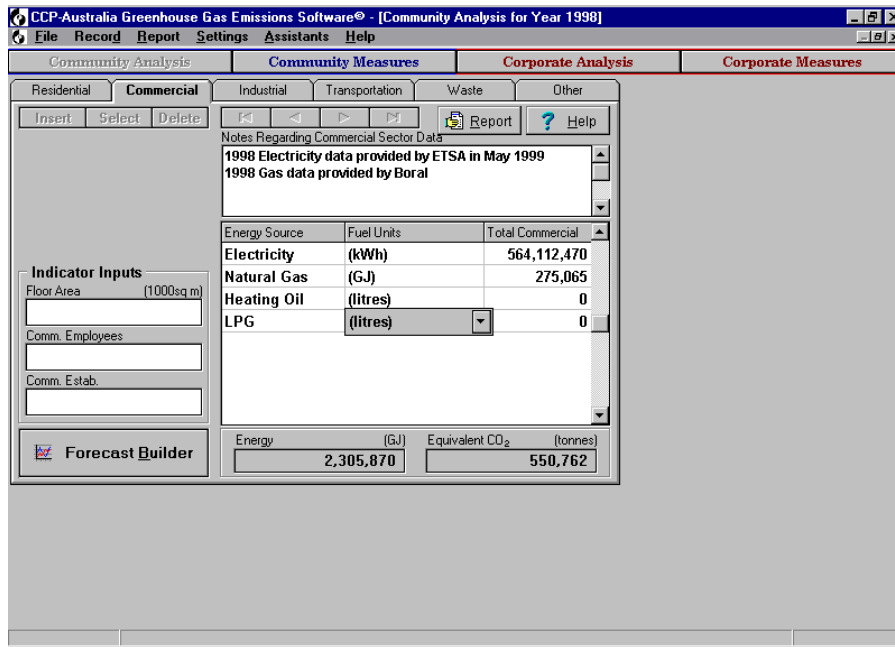 CCP-Australia Greenhouse Gas Emissions Software© - [Community Analysis for Year 1998]
File Record Report Settings Assistants Help
Community Analysis Community Measures Corporate Analysis Corporate Measures
Residential Commercial Industrial Transportation Waste Other
Insert Select Delete Report ? Help
Notes Regarding Commercial Sector Data
1998 Electricity data provided by ETSA in May 1999
1998 Gas data provided by Boral
Energy Source Fuel Units Total Commercial
Electricity (kWh) 564,112,470
Natural Gas (GJ) 275,065
Heating Oil (litres) 0
LPG (litres) 0
Indicator Inputs
Floor Area (1000sq m)
Comm. Employees
Comm. Estab.
Forecast Builder
Energy (GJ) Equivalent CO₂ (tonnes)
2,305,870 550,762